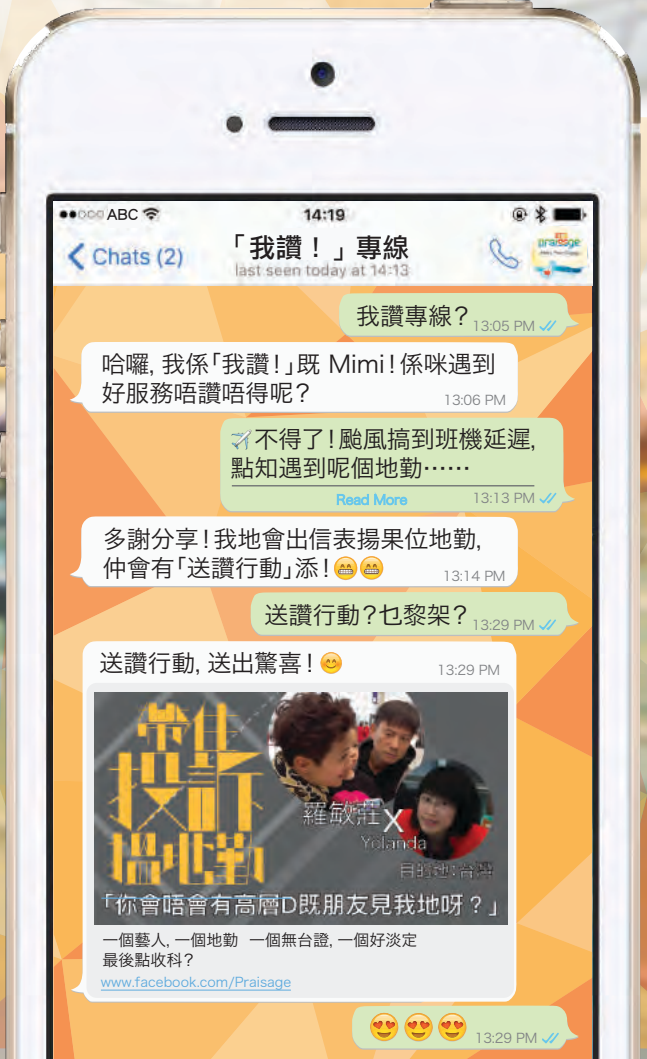 ABC
14:19
Chats (2)
「我讚！」專線
praissge
last seen today at 14:13
我讚專線？
13:05 PM
哈囉, 我係「我讚！」既 Mimi！係咪遇到
好服務唔讚唔得呢？
13:06 PM
✈️不得了！颱風搞到班機延遲,
點知遇到呢個地勤……
Read More
13:13 PM
多謝分享！我地會出信表揚果位地勤,
仲會有「送讚行動」添！😁😁
13:14 PM
送讚行動？乜黎架？
13:29 PM
送讚行動, 送出驚喜！😊
13:29 PM
帶住
投訴
搵地勤
羅敏莊X
Yolanda
目的地:台灣
「你會唔會有高層D既朋友見我地呀？」
一個藝人, 一個地勤 一個無台證, 一個好淡定
最後點收科？
www.facebook.com/Praisage
😍😍😍
13:29 PM